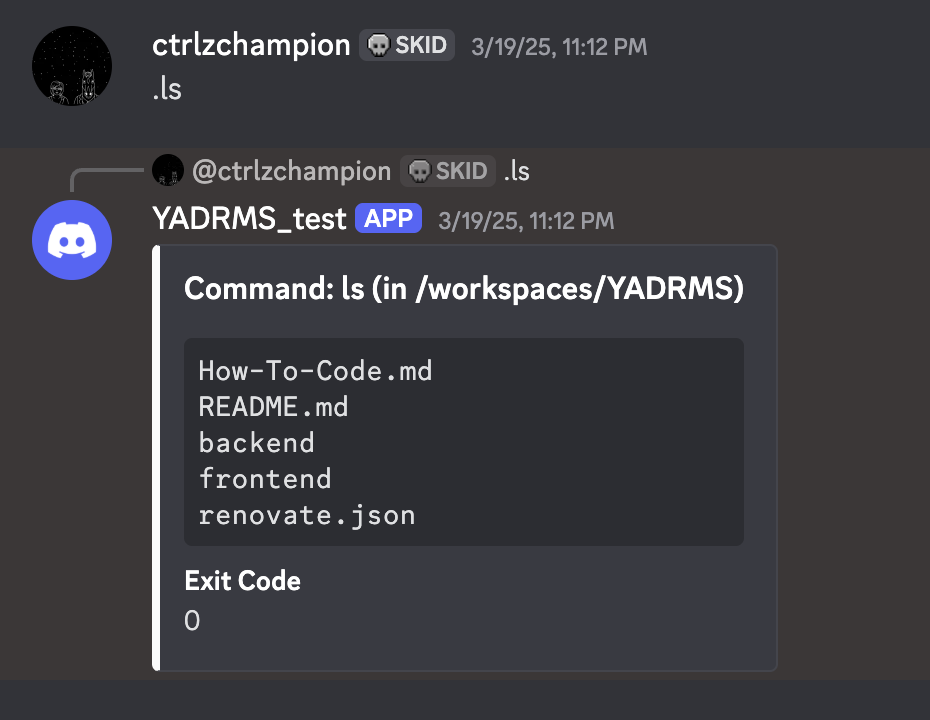 ctrlzchampion SKID 3/19/25, 11:12 PM
.ls
@ctrlzchampion SKID .ls
YADRMS_test APP 3/19/25, 11:12 PM
Command: ls (in /workspaces/YADRMS)
How-To-Code.md
README.md
backend
frontend
renovate.json
Exit Code
0